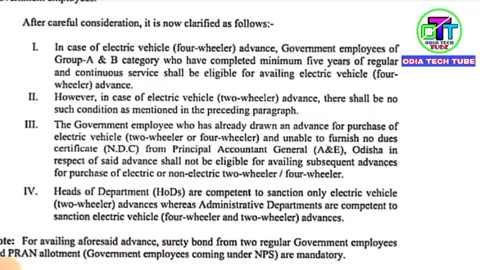 After careful consideration, it is now clarified as follows:-
I. In case of electric vehicle (four-wheeler) advance, Government employees of
Group-A & B category who have completed minimum five years of regular
and continuous service shall be eligible for availing electric vehicle (four-
wheeler) advance.
II. However, in case of electric vehicle (two-wheeler) advance, there shall be no
such condition as mentioned in the preceding paragraph.
III. The Government employee who has already drawn an advance for purchase of
electric vehicle (two-wheeler or four-wheeler) and unable to furnish no dues
certificate (N.D.C) from Principal Accountant General (A&E), Odisha in
respect of said advance shall not be eligible for availing subsequent advances
for purchase of electric or non-electric two-wheeler / four-wheeler.
IV. Heads of Department (HoDs) are competent to sanction only electric vehicle
(two-wheeler) advances whereas Administrative Departments are competent to
sanction electric vehicle (four-wheeler and two-wheeler) advances.
ote: For availing aforesaid advance, surety bond from two regular Government employees
d PRAN allotment (Government employees coming under NPS) are mandatory.
OTT
ODIA TECH
TUBE
ODIA TECH TUBE